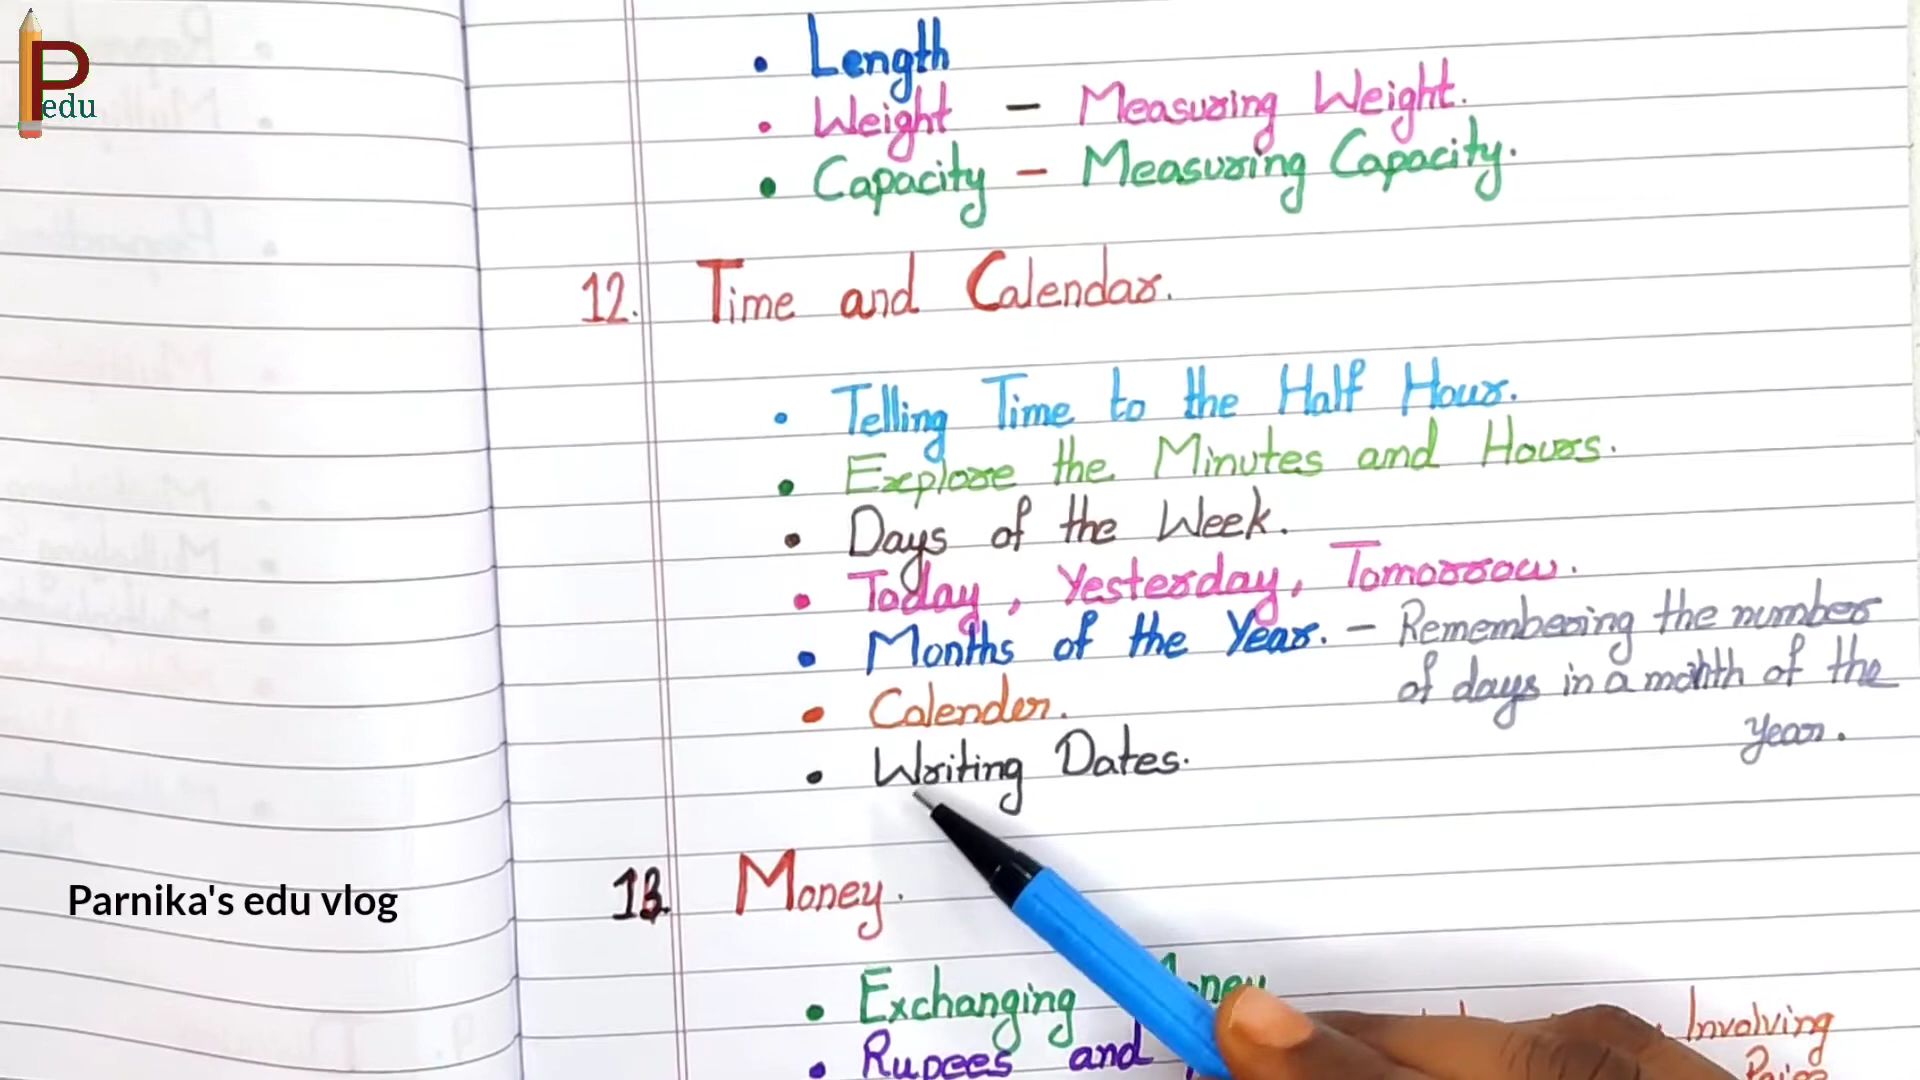 P
edu
• Length
• Weight – Measuring Weight.
• Capacity – Measuring Capacity.
12. Time and Calendar.
• Telling Time to the Half Hour.
• Explore the Minutes and Hours.
• Days of the Week.
• Today, Yesterday, Tomorrow.
• Months of the Year. – Remembering the number
of days in a month of the
year.
• Calender.
• Writing Dates.
13. Money.
Parnika's edu vlog
• Exchanging Money
Involving
• Rupees and